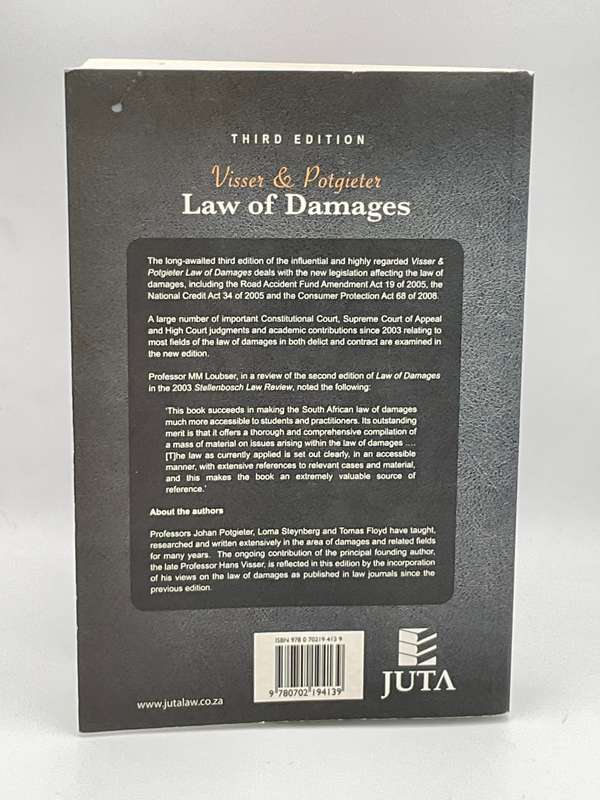 THIRD EDITION
Visser & Potgieter
Law of Damages
The long-awaited third edition of the influential and highly regarded Visser &
Potgieter Law of Damages deals with the new legislation affecting the law of
damages, including the Road Accident Fund Amendment Act 19 of 2005, the
National Credit Act 34 of 2005 and the Consumer Protection Act 68 of 2008.
A large number of important Constitutional Court, Supreme Court of Appeal
and High Court judgments and academic contributions since 2003 relating to
most fields of the law of damages in both delict and contract are examined in
the new edition.
Professor MM Loubser, in a review of the second edition of Law of Damages
in the 2003 Stellenbosch Law Review, noted the following:
'This book succeeds in making the South African law of damages
much more accessible to students and practitioners. Its outstanding
merit is that it offers a thorough and comprehensive compilation of
a mass of material on issues arising within the law of damages ....
[T]he law as currently applied is set out clearly, in an accessible
manner, with extensive references to relevant cases and material,
and this makes the book an extremely valuable source of
reference.'
About the authors
Professors Johan Potgieter, Lorna Steynberg and Tomas Floyd have taught,
researched and written extensively in the area of damages and related fields
for many years. The ongoing contribution of the principal founding author,
the late Professor Hans Visser, is reflected in this edition by the incorporation
of his views on the law of damages as published in law journals since the
previous edition.
ISBN 978 0 70219 413 9
9 780702 194139
JUTA
www.jutalaw.co.za